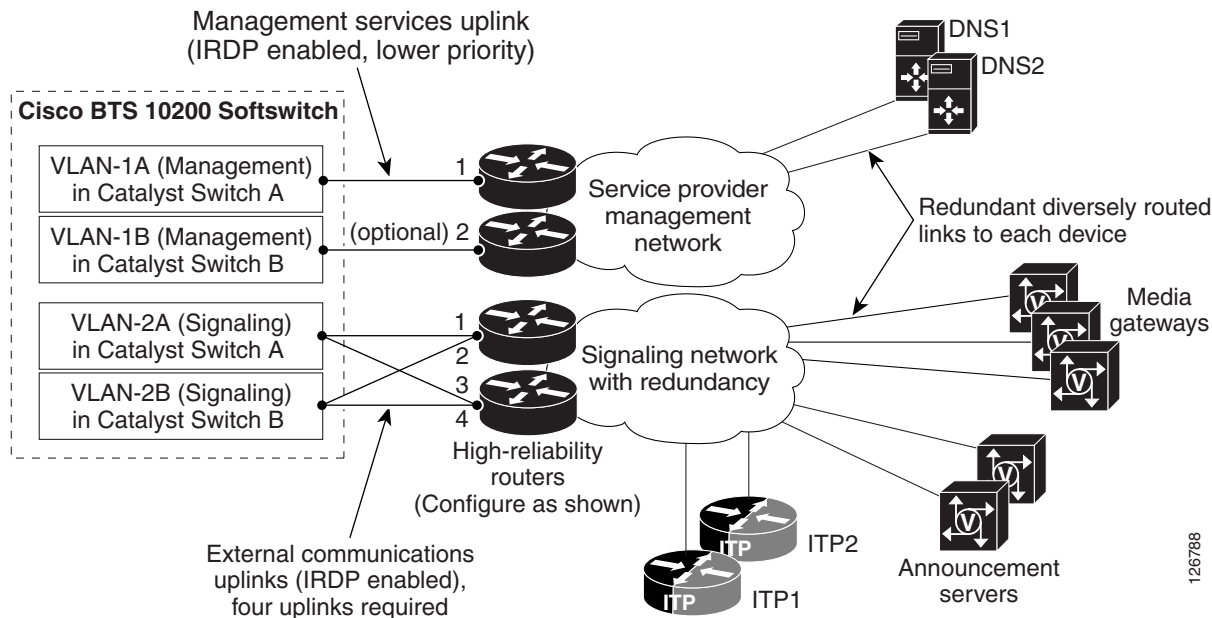 Management services uplink
(IRDP enabled, lower priority)
DNS1
DNS2
Cisco BTS 10200 Softswitch
VLAN-1A (Management)
in Catalyst Switch A
1
VLAN-1B (Management)
in Catalyst Switch B
(optional) 2
Service provider
management
network
Redundant diversely routed
links to each device
VLAN-2A (Signaling)
in Catalyst Switch A
1
2
VLAN-2B (Signaling)
in Catalyst Switch B
3
4
Signaling network
with redundancy
V
V
V
Media
gateways
High-reliability
routers
(Configure as shown)
V
V
Announcement
servers
ITP
ITP2
ITP
ITP1
External communications
uplinks (IRDP enabled),
four uplinks required
126788